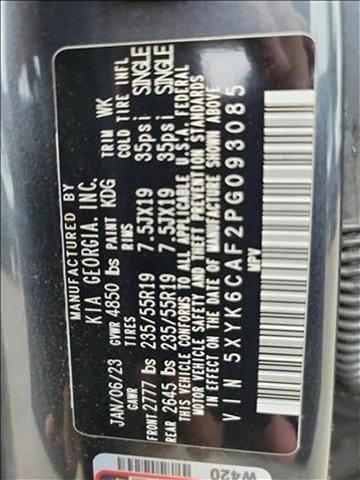 MANUFACTURED BY
KIA GEORGIA, INC.
JAN/06/23 GVWR 4850 lbs PAINT KDG TRIM WK
GAWR TIRES RIMS COLD TIRE INFL
FRONT 2777 lbs 235/55R19 7.5JX19 35psi SINGLE
REAR 2645 lbs 235/55R19 7.5JX19 35psi SINGLE
THIS VEHICLE CONFORMS TO ALL APPLICABLE U.S.A. FEDERAL
MOTOR VEHICLE SAFETY AND THEFT PREVENTION STANDARDS
IN EFFECT ON THE DATE OF MANUFACTURE SHOWN ABOVE
VIN 5XYK6CAF2PG093085
MPV
W420